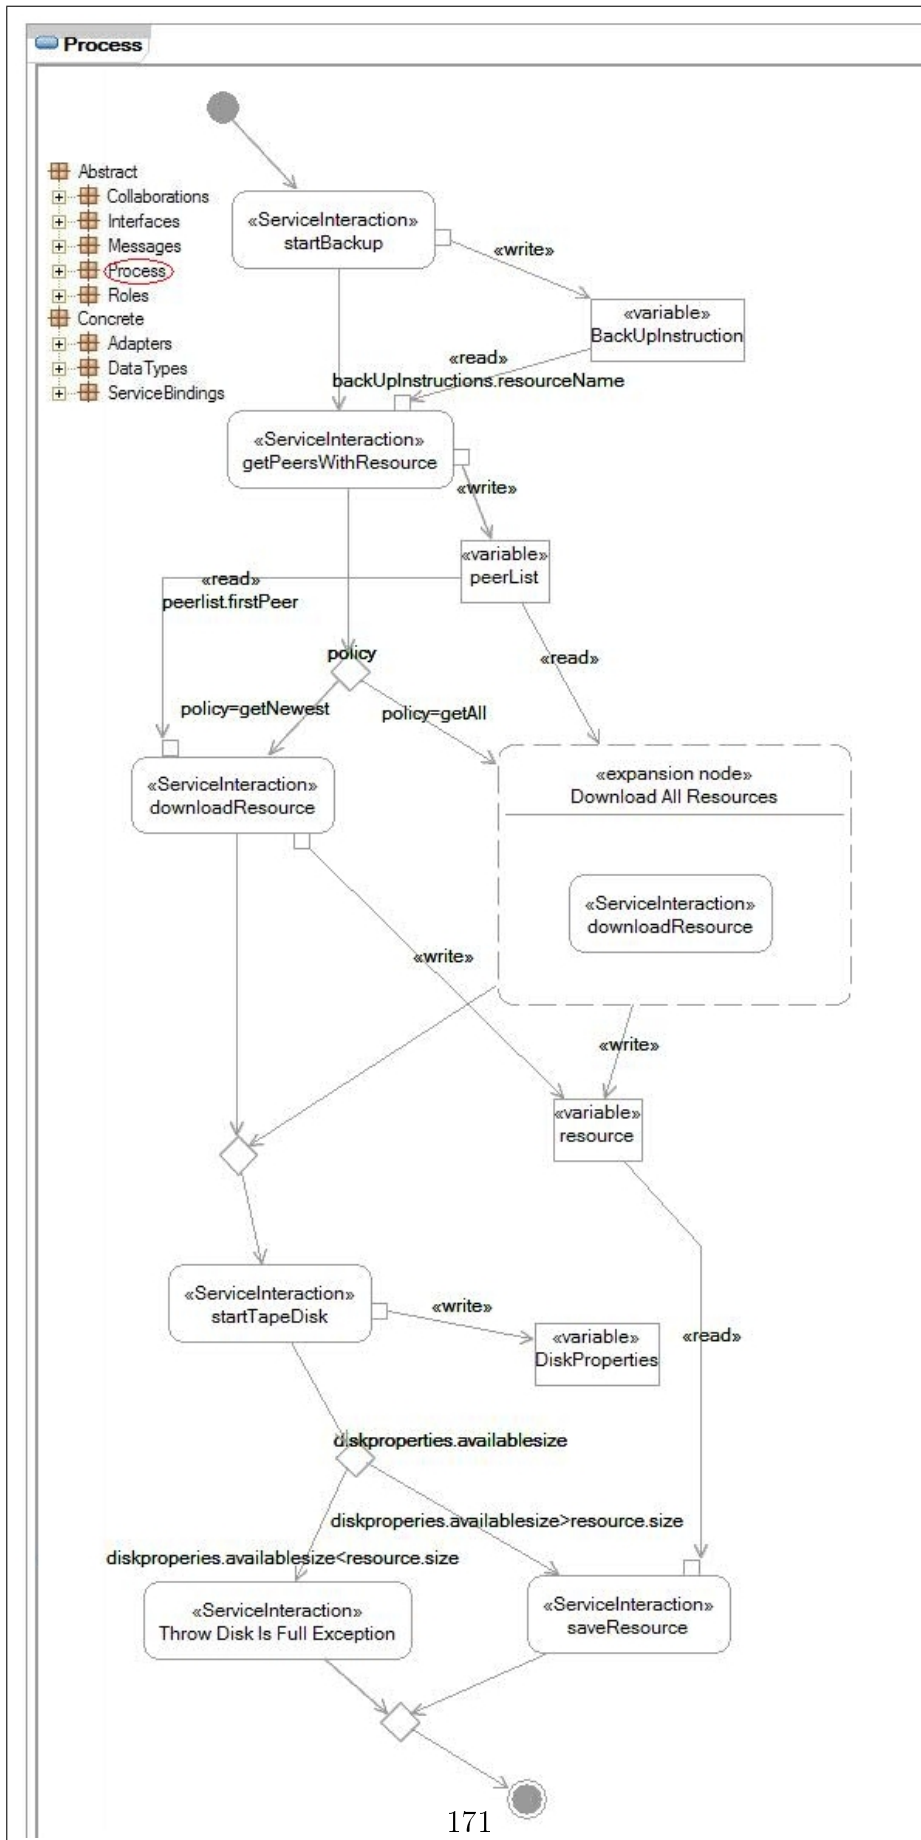 Process
Abstract
Collaborations
Interfaces
Messages
Process
Roles
Concrete
Adapters
DataTypes
ServiceBindings
«ServiceInteraction»
startBackup
«write»
«variable»
BackUpInstruction
«read»
backUpInstructions.resourceName
«ServiceInteraction»
getPeersWithResource
«write»
«variable»
peerList
«read»
peerlist.firstPeer
«read»
policy
policy=getNewest
policy=getAll
«ServiceInteraction»
downloadResource
«expansion node»
Download All Resources
«ServiceInteraction»
downloadResource
«write»
«write»
«variable»
resource
«ServiceInteraction»
startTapeDisk
«write»
«variable»
DiskProperties
«read»
diskproperties.availablesize
diskproperies.availablesize>resource.size
diskproperies.availablesize<resource.size
«ServiceInteraction»
Throw Disk Is Full Exception
«ServiceInteraction»
saveResource
171